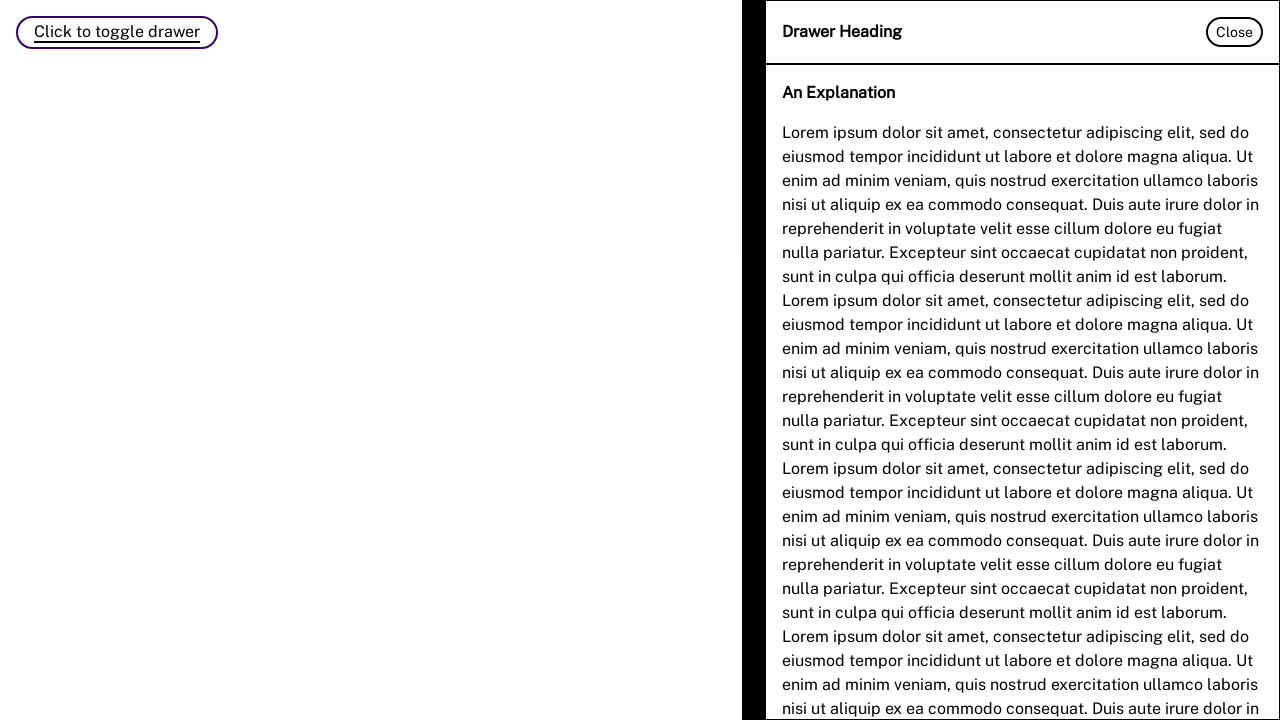 Click to toggle drawer
Drawer Heading
Close
An Explanation
Lorem ipsum dolor sit amet, consectetur adipiscing elit, sed do
eiusmod tempor incididunt ut labore et dolore magna aliqua. Ut
enim ad minim veniam, quis nostrud exercitation ullamco laboris
nisi ut aliquip ex ea commodo consequat. Duis aute irure dolor in
reprehenderit in voluptate velit esse cillum dolore eu fugiat
nulla pariatur. Excepteur sint occaecat cupidatat non proident,
sunt in culpa qui officia deserunt mollit anim id est laborum.
Lorem ipsum dolor sit amet, consectetur adipiscing elit, sed do
eiusmod tempor incididunt ut labore et dolore magna aliqua. Ut
enim ad minim veniam, quis nostrud exercitation ullamco laboris
nisi ut aliquip ex ea commodo consequat. Duis aute irure dolor in
reprehenderit in voluptate velit esse cillum dolore eu fugiat
nulla pariatur. Excepteur sint occaecat cupidatat non proident,
sunt in culpa qui officia deserunt mollit anim id est laborum.
Lorem ipsum dolor sit amet, consectetur adipiscing elit, sed do
eiusmod tempor incididunt ut labore et dolore magna aliqua. Ut
enim ad minim veniam, quis nostrud exercitation ullamco laboris
nisi ut aliquip ex ea commodo consequat. Duis aute irure dolor in
reprehenderit in voluptate velit esse cillum dolore eu fugiat
nulla pariatur. Excepteur sint occaecat cupidatat non proident,
sunt in culpa qui officia deserunt mollit anim id est laborum.
Lorem ipsum dolor sit amet, consectetur adipiscing elit, sed do
eiusmod tempor incididunt ut labore et dolore magna aliqua. Ut
enim ad minim veniam, quis nostrud exercitation ullamco laboris
nisi ut aliquip ex ea commodo consequat. Duis aute irure dolor in